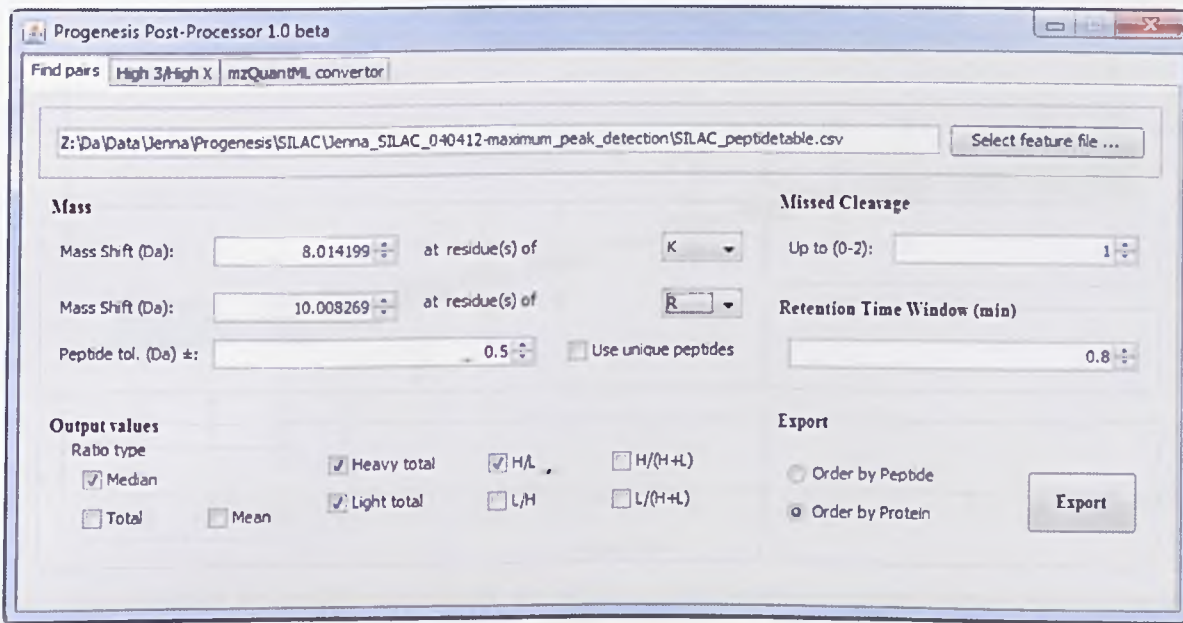 Progenesis Post-Processor 1.0 beta
Find pairs High 3/High X mzQuantML convertor
Z:\Da\Data\Jenna\Progenesis\SILAC\Jenna_SILAC_040412-maximum_peak_detection\SILAC_peptidetable.csv Select feature file ...
Mass Missed Cleavage
Mass Shift (Da): 8.014199 at residue(s) of K Up to (0-2): 1
Mass Shift (Da): 10.008269 at residue(s) of R Retention Time Window (min)
Peptide tol. (Da) ±: 0.5 Use unique peptides 0.8
Output values Export
Ratio type
Median Heavy total H/L H/(H+L) Order by Peptide
Total Mean Light total L/H L/(H+L) Order by Protein Export